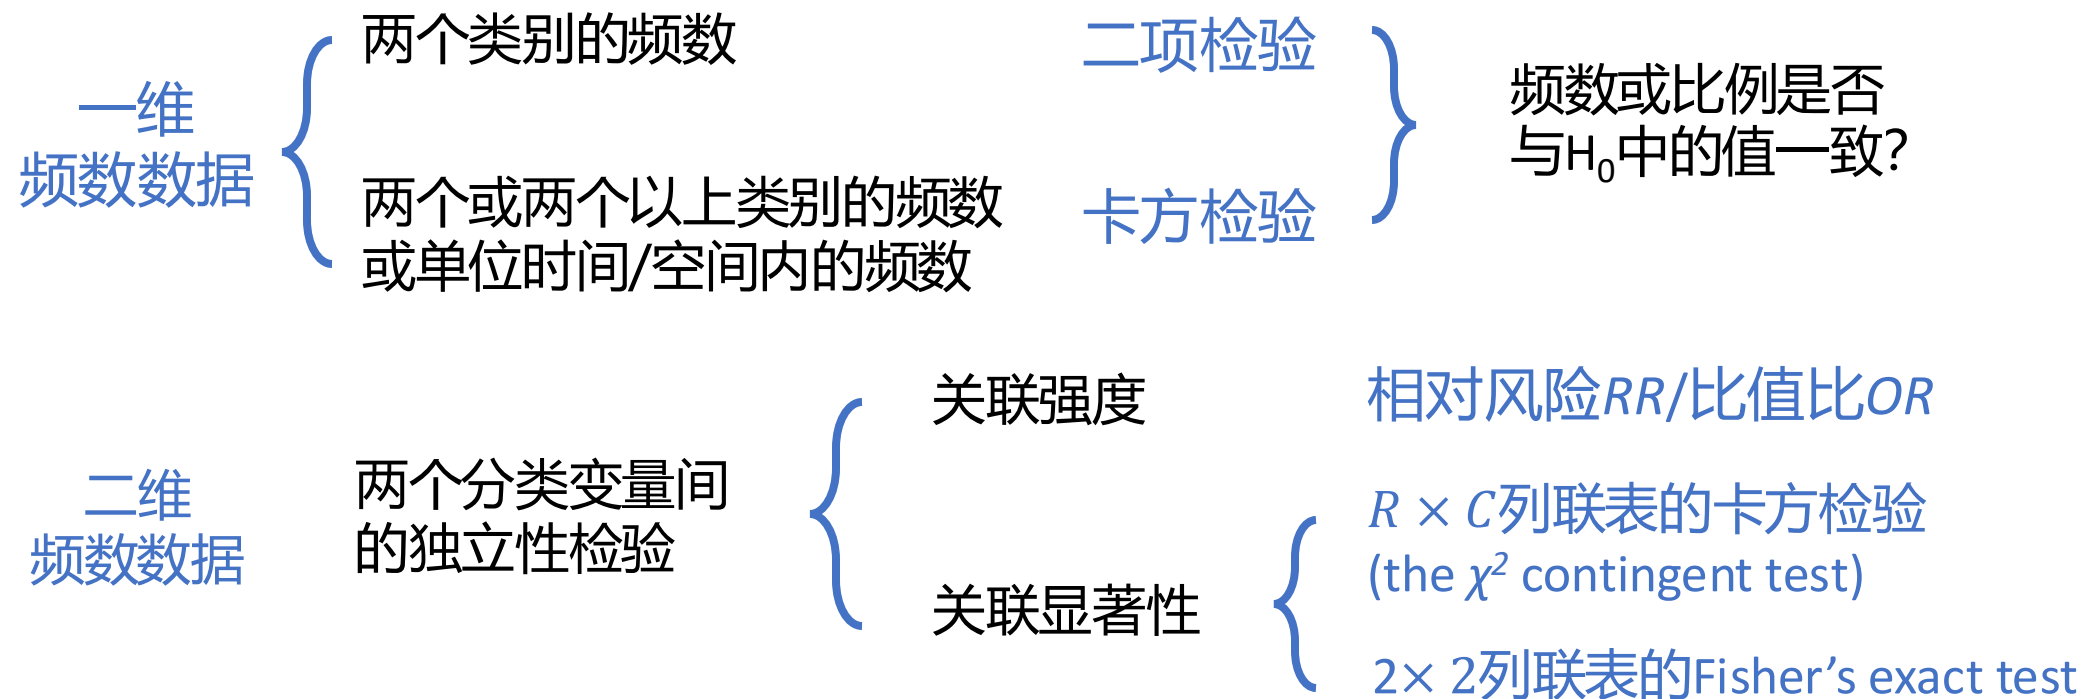 一维
频数数据
两个类别的频数
二项检验
两个或两个以上类别的频数
或单位时间/空间内的频数
卡方检验
频数或比例是否
与H₀中的值一致?
二维
频数数据
两个分类变量间
的独立性检验
关联强度
相对风险RR/比值比OR
关联显著性
R × C列联表的卡方检验
(the χ² contingent test)
2× 2列联表的Fisher’s exact test